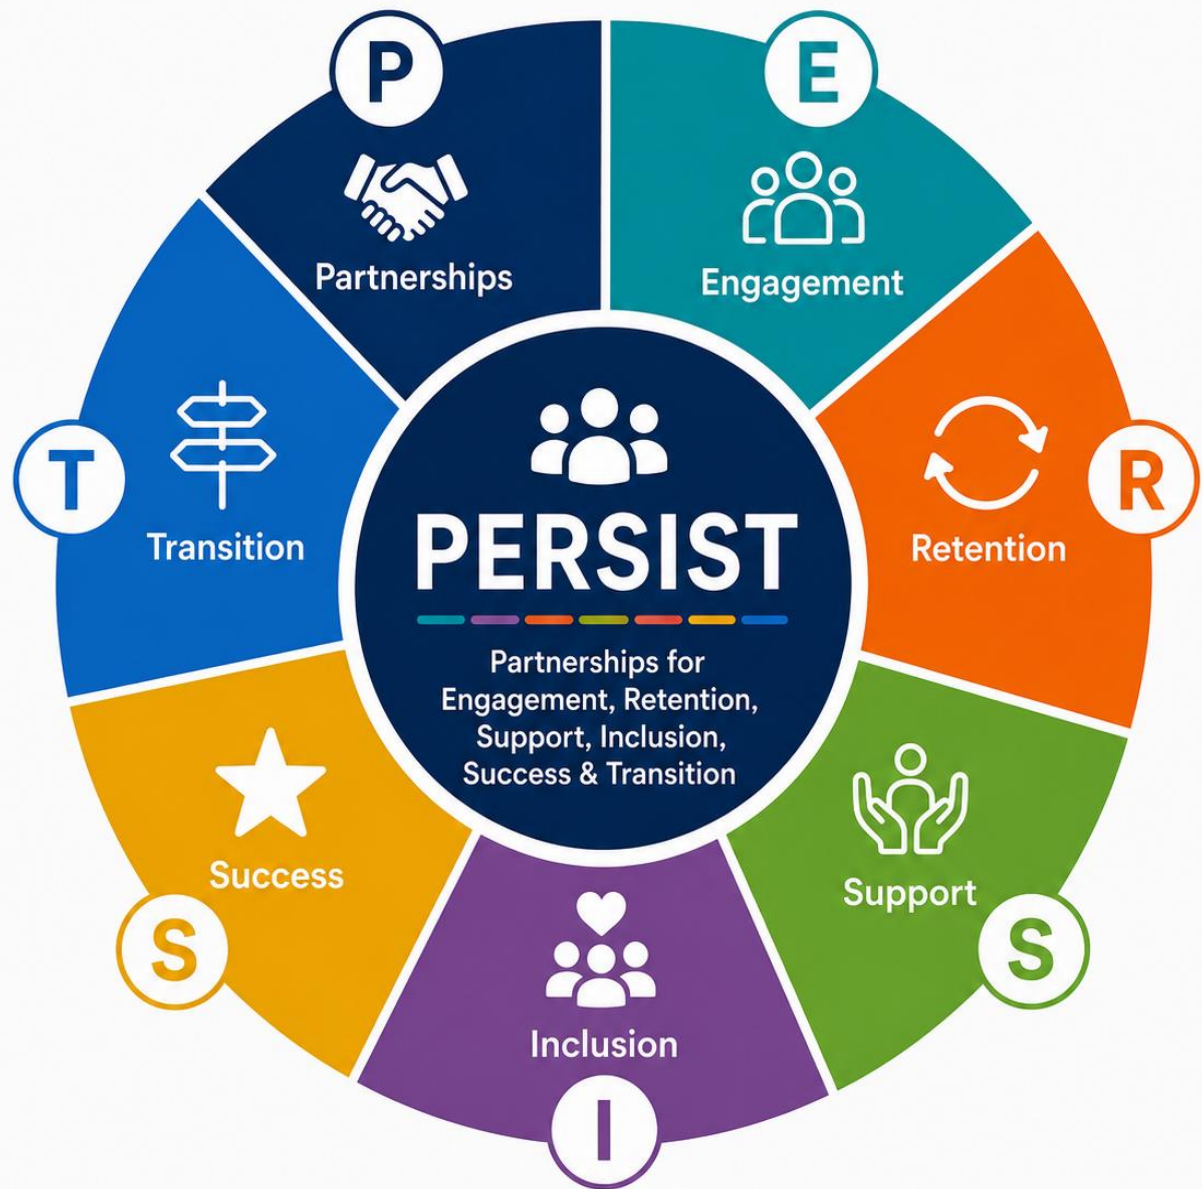 P
Partnerships
E
Engagement
R
Retention
S
Support
I
Inclusion
S
Success
T
Transition
PERSIST
Partnerships for
Engagement, Retention,
Support, Inclusion,
Success & Transition